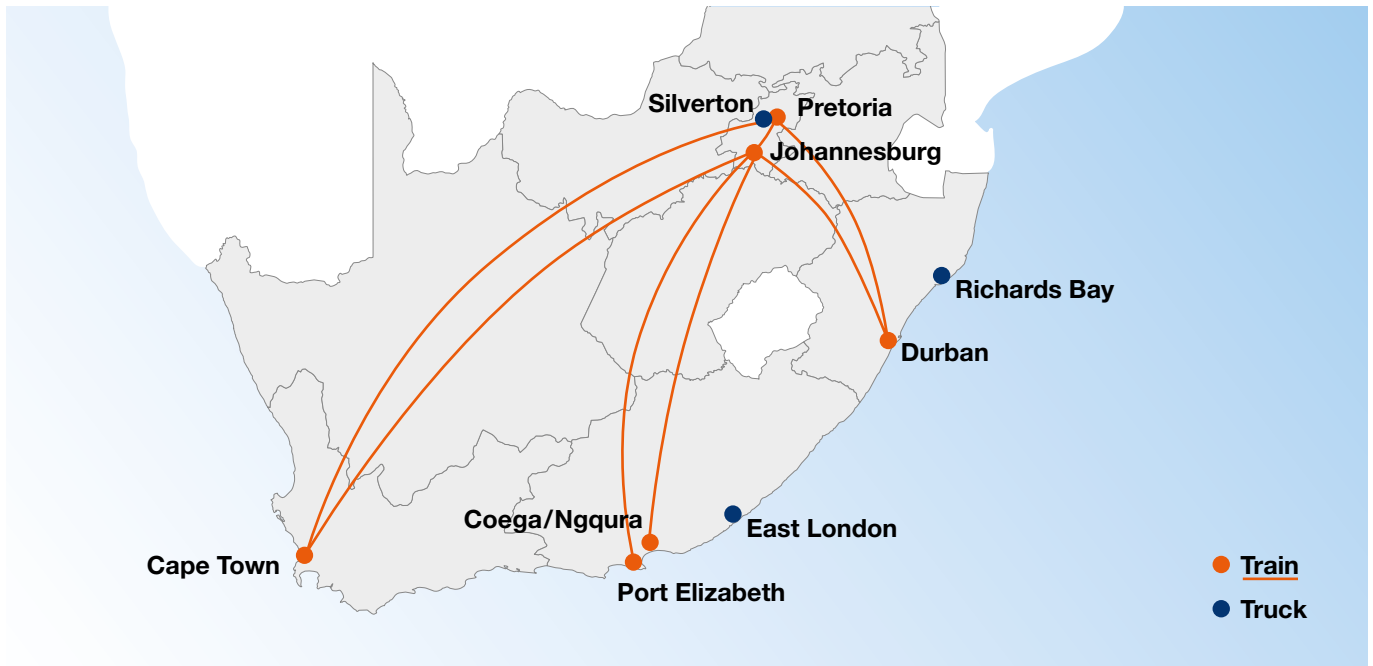 Silverton
Pretoria
Johannesburg
Richards Bay
Durban
Coega/Ngqura
East London
Cape Town
Port Elizabeth
Train
Truck